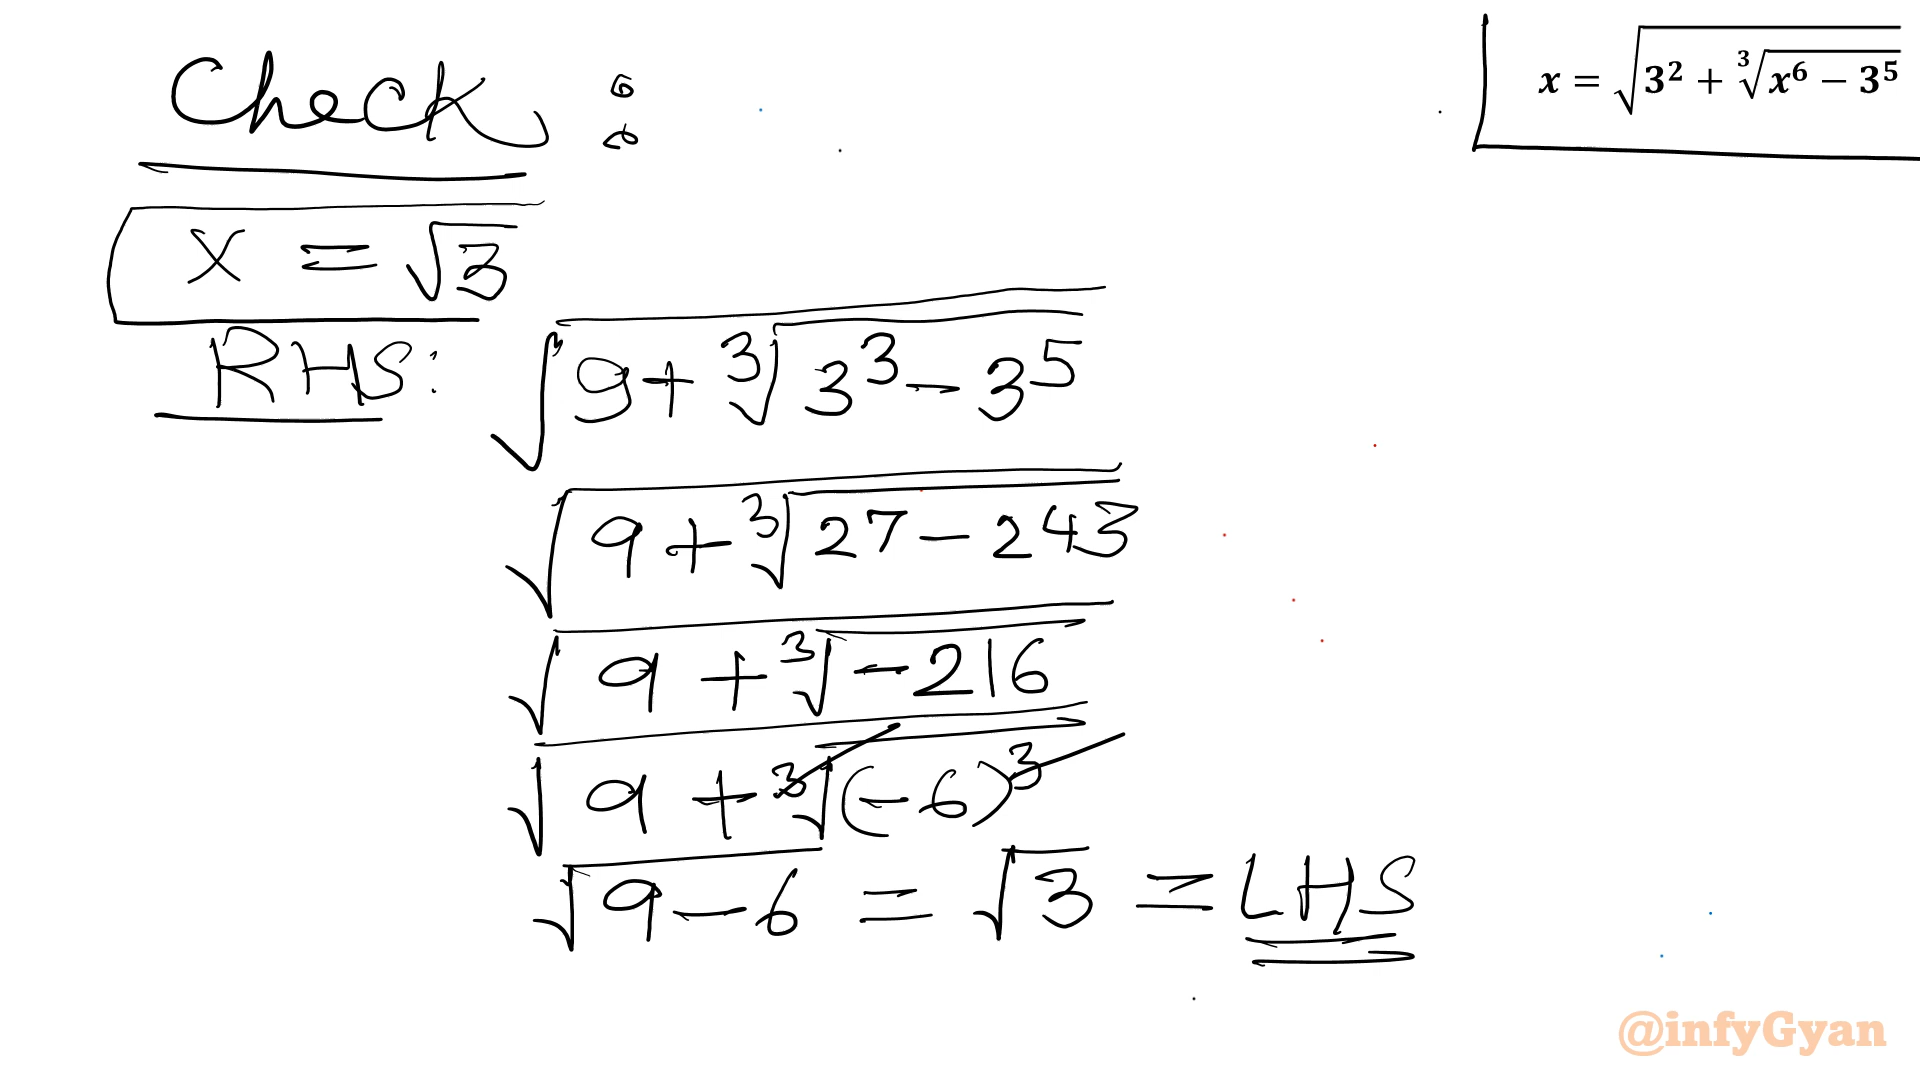 Check :
x = √(3² + ∛(x⁶ − 3⁵))
x = √3
RHS: √(9 + ∛(3³ − 3⁵))
√(9 + ∛(27 − 243))
√(9 + ∛(−216))
√(9 + ∛((−6)³))
√(9 − 6) = √3 = LHS
@infyGyan